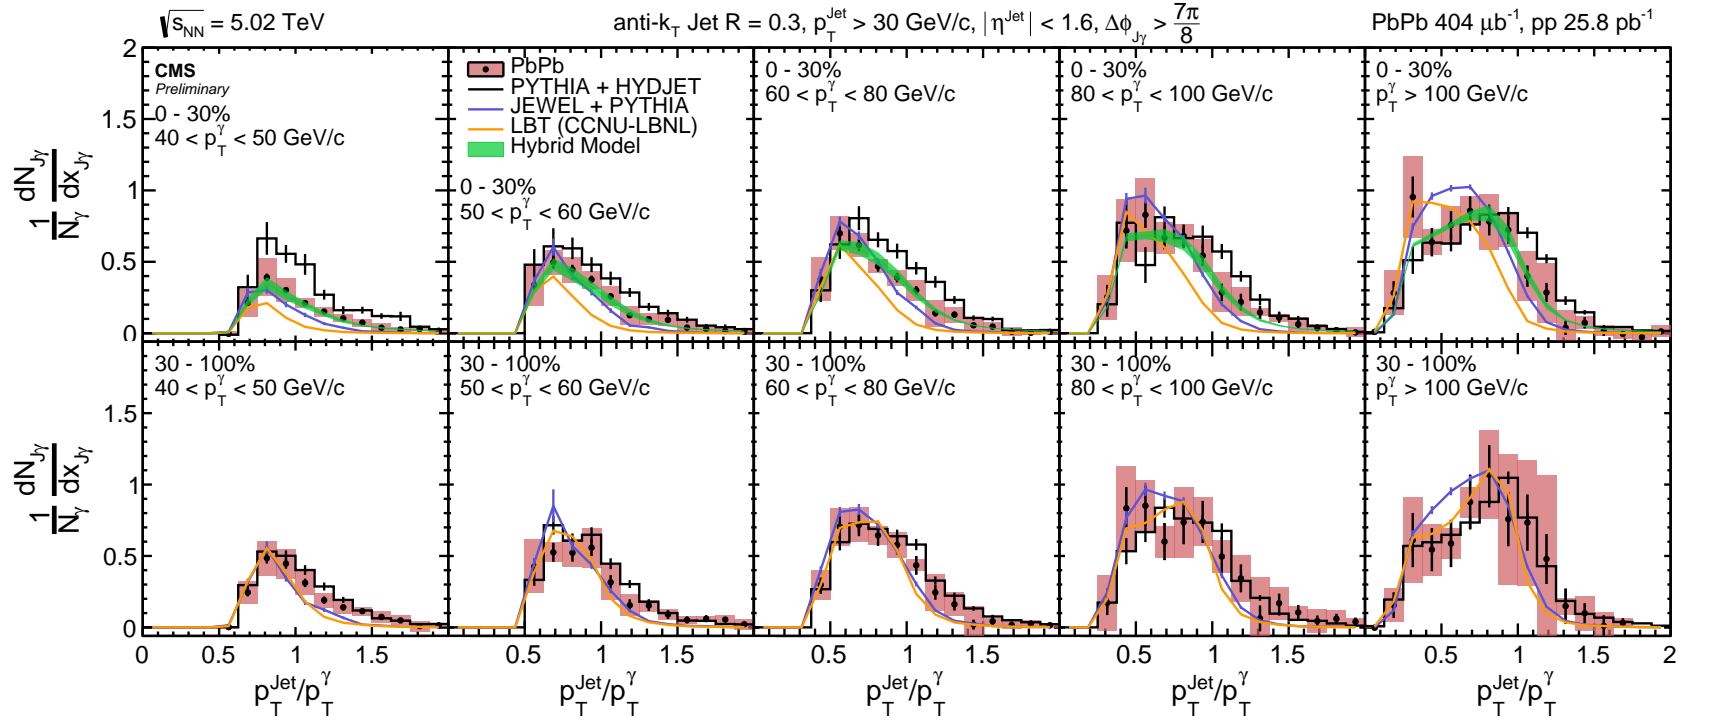 √s_NN = 5.02 TeV
anti-k_T Jet R = 0.3, p_T^Jet > 30 GeV/c, |η^Jet| < 1.6, Δϕ_Jγ > 7π/8
PbPb 404 μb⁻¹, pp 25.8 pb⁻¹
CMS
Preliminary
0 - 30%
40 < p_T^γ < 50 GeV/c
PbPb
PYTHIA + HYDJET
JEWEL + PYTHIA
LBT (CCNU-LBNL)
Hybrid Model
0 - 30%
50 < p_T^γ < 60 GeV/c
0 - 30%
60 < p_T^γ < 80 GeV/c
0 - 30%
80 < p_T^γ < 100 GeV/c
0 - 30%
p_T^γ > 100 GeV/c
2
1.5
1
0.5
0
1/N_γ dN_Jγ/dx_Jγ
30 - 100%
40 < p_T^γ < 50 GeV/c
30 - 100%
50 < p_T^γ < 60 GeV/c
30 - 100%
60 < p_T^γ < 80 GeV/c
30 - 100%
80 < p_T^γ < 100 GeV/c
30 - 100%
p_T^γ > 100 GeV/c
1.5
1
0.5
0
1/N_γ dN_Jγ/dx_Jγ
0 0.5 1 1.5
0.5 1 1.5
0.5 1 1.5
0.5 1 1.5
0.5 1 1.5 2
p_T^Jet/p_T^γ
p_T^Jet/p_T^γ
p_T^Jet/p_T^γ
p_T^Jet/p_T^γ
p_T^Jet/p_T^γ